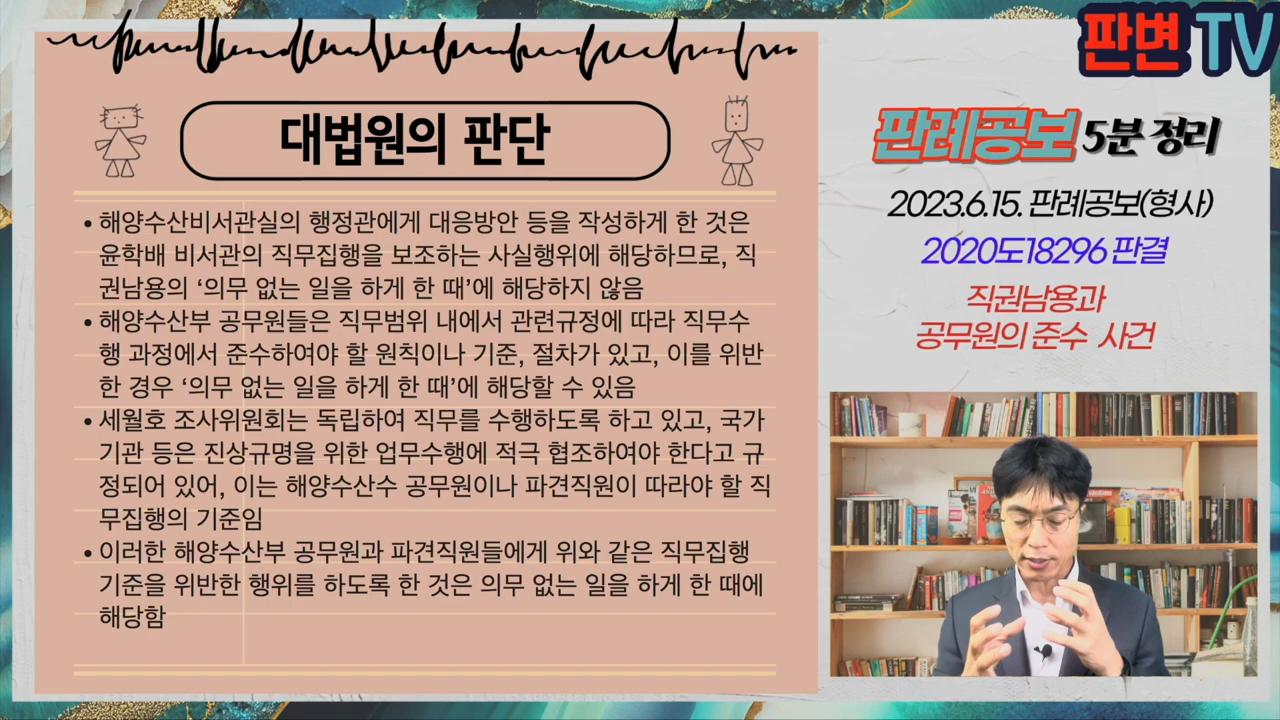 판변 TV
대법원의 판단
• 해양수산비서관실의 행정관에게 대응방안 등을 작성하게 한 것은
윤학배 비서관의 직무집행을 보조하는 사실행위에 해당하므로, 직
권남용의 ‘의무 없는 일을 하게 한 때’에 해당하지 않음
• 해양수산부 공무원들은 직무범위 내에서 관련규정에 따라 직무수
행 과정에서 준수하여야 할 원칙이나 기준, 절차가 있고, 이를 위반
한 경우 ‘의무 없는 일을 하게 한 때’에 해당할 수 있음
• 세월호 조사위원회는 독립하여 직무를 수행하도록 하고 있고, 국가
기관 등은 진상규명을 위한 업무수행에 적극 협조하여야 한다고 규
정되어 있어, 이는 해양수산수 공무원이나 파견직원이 따라야 할 직
무집행의 기준임
• 이러한 해양수산부 공무원과 파견직원들에게 위와 같은 직무집행
기준을 위반한 행위를 하도록 한 것은 의무 없는 일을 하게 한 때에
해당함
판례공보 5분 정리
2023.6.15. 판례공보(형사)
2020도18296 판결
직권남용과
공무원의 준수 사건